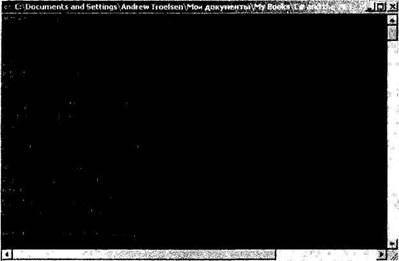 C:\Documents and Settings\Andrew Troelsen\Мои документы\My Books\C# and the